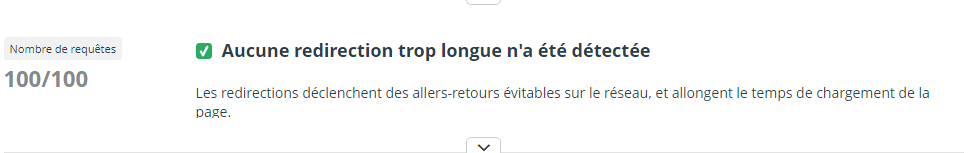 Nombre de requêtes
100/100
Aucune redirection trop longue n'a été détectée
Les redirections déclenchent des allers-retours évitables sur le réseau, et allongent le temps de chargement de la
page.